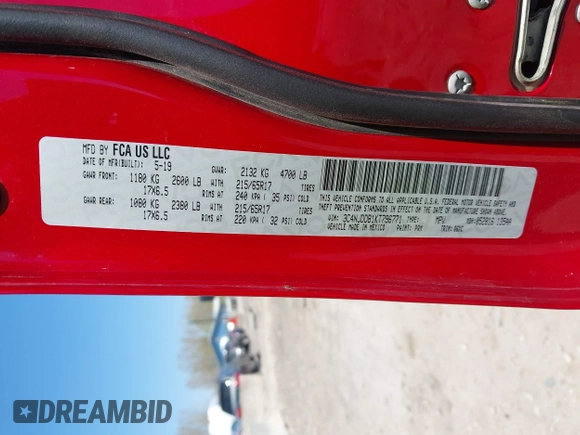 MFD BY FCA US LLC
DATE OF MFR(BUILT): 5-19 GVWR: 2132 KG 4700 LB
GAWR FRONT: 1180 KG 2600 LB WITH 215/65R17 TIRES
17X6.5 RIMS AT 240 KPA ( 35 PSI) COLD
GAWR REAR: 1080 KG 2380 LB WITH 215/65R17 TIRES
17X6.5 RIMS AT 220 KPA ( 32 PSI) COLD
THIS VEHICLE CONFORMS TO ALL APPLICABLE U.S.A. FEDERAL MOTOR VEHICLE SAFETY
AND THEFT PREVENTION STANDARDS IN EFFECT ON THE DATE OF MANUFACTURE SHOWN ABOVE.
VIN: 3C4NJDDB1KT796771 TYPE: MPV
VEHICLE MADE IN MEXICO PAINT: PRM TRIM:
DREAMBID